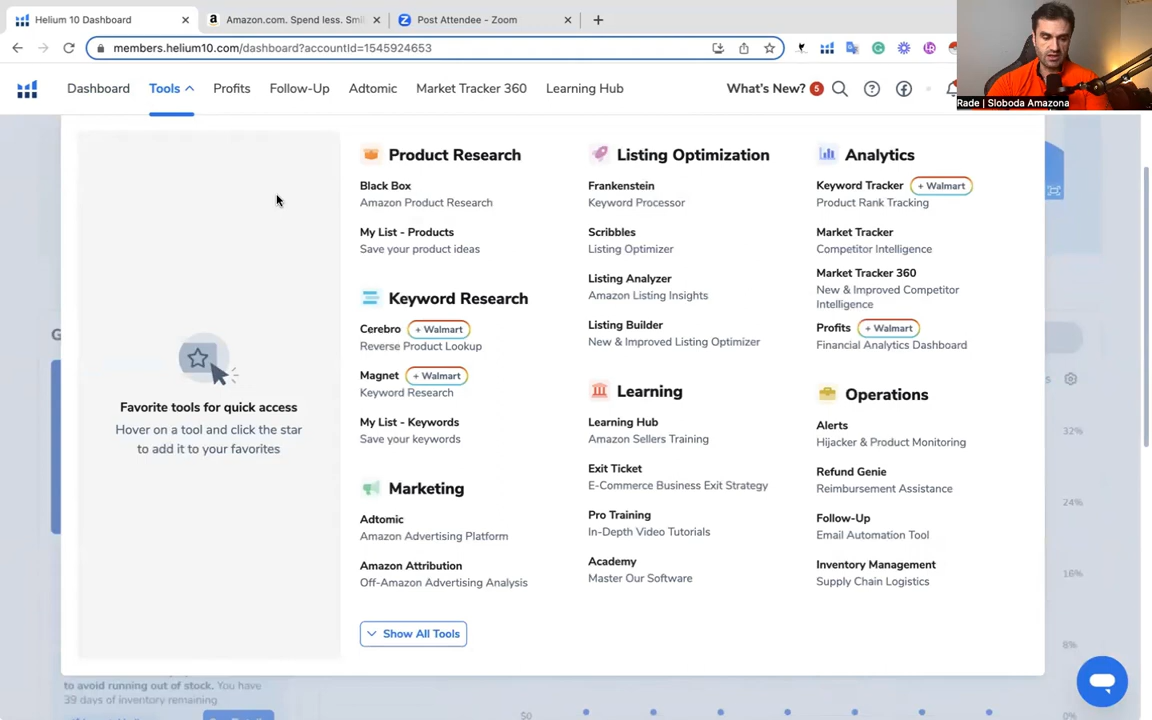 Helium 10 Dashboard
Amazon.com. Spend less. Smi
Post Attendee - Zoom
members.helium10.com/dashboard?accountId=1545924653
Rade | Sloboda Amazona
Dashboard
Tools
Profits
Follow-Up
Adtomic
Market Tracker 360
Learning Hub
What's New? 5
Favorite tools for quick access
Hover on a tool and click the star
to add it to your favorites
Product Research
Black Box
Amazon Product Research
My List - Products
Save your product ideas
Keyword Research
Cerebro + Walmart
Reverse Product Lookup
Magnet + Walmart
Keyword Research
My List - Keywords
Save your keywords
Marketing
Adtomic
Amazon Advertising Platform
Amazon Attribution
Off-Amazon Advertising Analysis
Show All Tools
Listing Optimization
Frankenstein
Keyword Processor
Scribbles
Listing Optimizer
Listing Analyzer
Amazon Listing Insights
Listing Builder
New & Improved Listing Optimizer
Learning
Learning Hub
Amazon Sellers Training
Exit Ticket
E-Commerce Business Exit Strategy
Pro Training
In-Depth Video Tutorials
Academy
Master Our Software
Analytics
Keyword Tracker + Walmart
Product Rank Tracking
Market Tracker
Competitor Intelligence
Market Tracker 360
New & Improved Competitor
Intelligence
Profits + Walmart
Financial Analytics Dashboard
Operations
Alerts
Hijacker & Product Monitoring
Refund Genie
Reimbursement Assistance
Follow-Up
Email Automation Tool
Inventory Management
Supply Chain Logistics
32%
24%
16%
8%
0%
$0
to avoid running out of stock. You have
39 days of inventory remaining